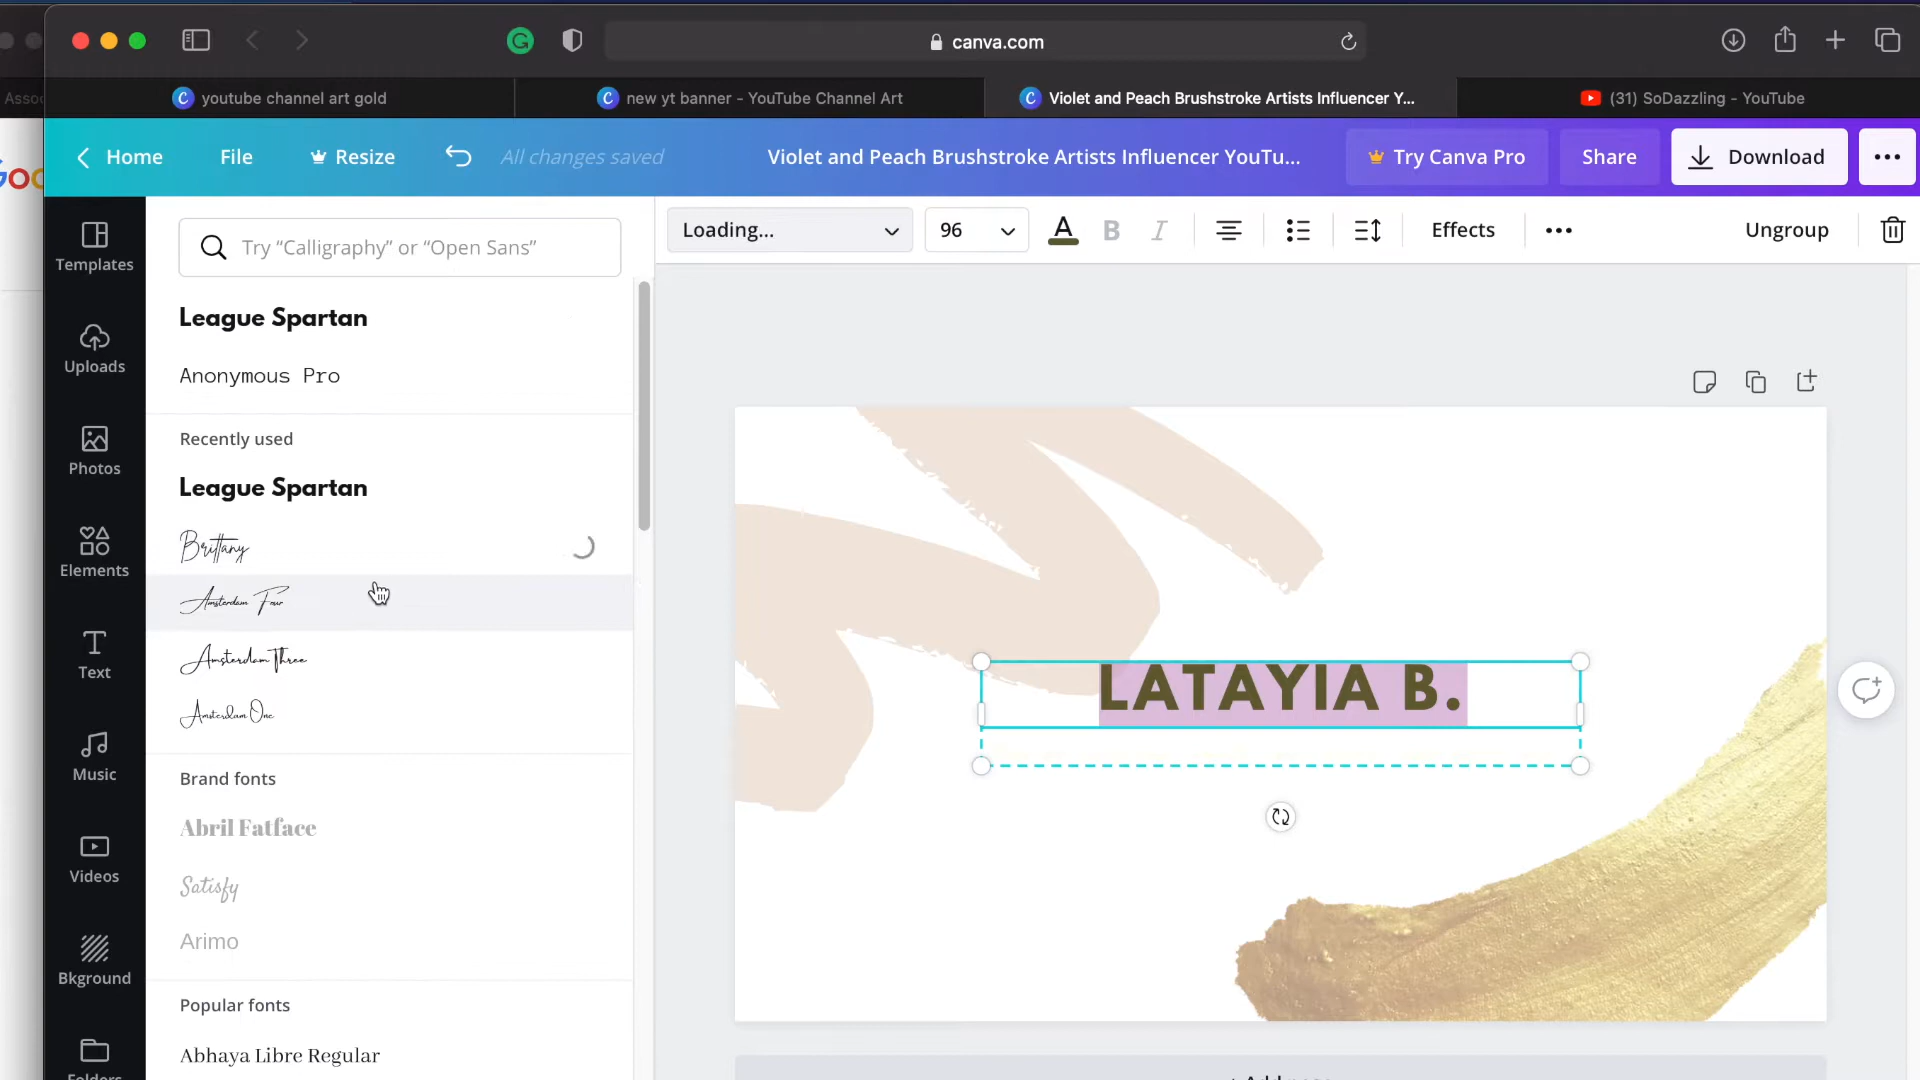 canva.com
Assoc
youtube channel art gold
new yt banner - YouTube Channel Art
Violet and Peach Brushstroke Artists Influencer Y...
(31) SoDazzling - YouTube
Home
File
Resize
All changes saved
Violet and Peach Brushstroke Artists Influencer YouTu...
Try Canva Pro
Share
Download
Templates
Uploads
Photos
Elements
Text
Music
Videos
Bkground
Folders
Try “Calligraphy” or “Open Sans”
League Spartan
Anonymous Pro
Recently used
League Spartan
Brittany
Amsterdam Four
Amsterdam Three
Amsterdam One
Brand fonts
Abril Fatface
Satisfy
Arimo
Popular fonts
Abhaya Libre Regular
Loading...
96
A
B
I
Effects
Ungroup
LATAYIA B.
+ Add page